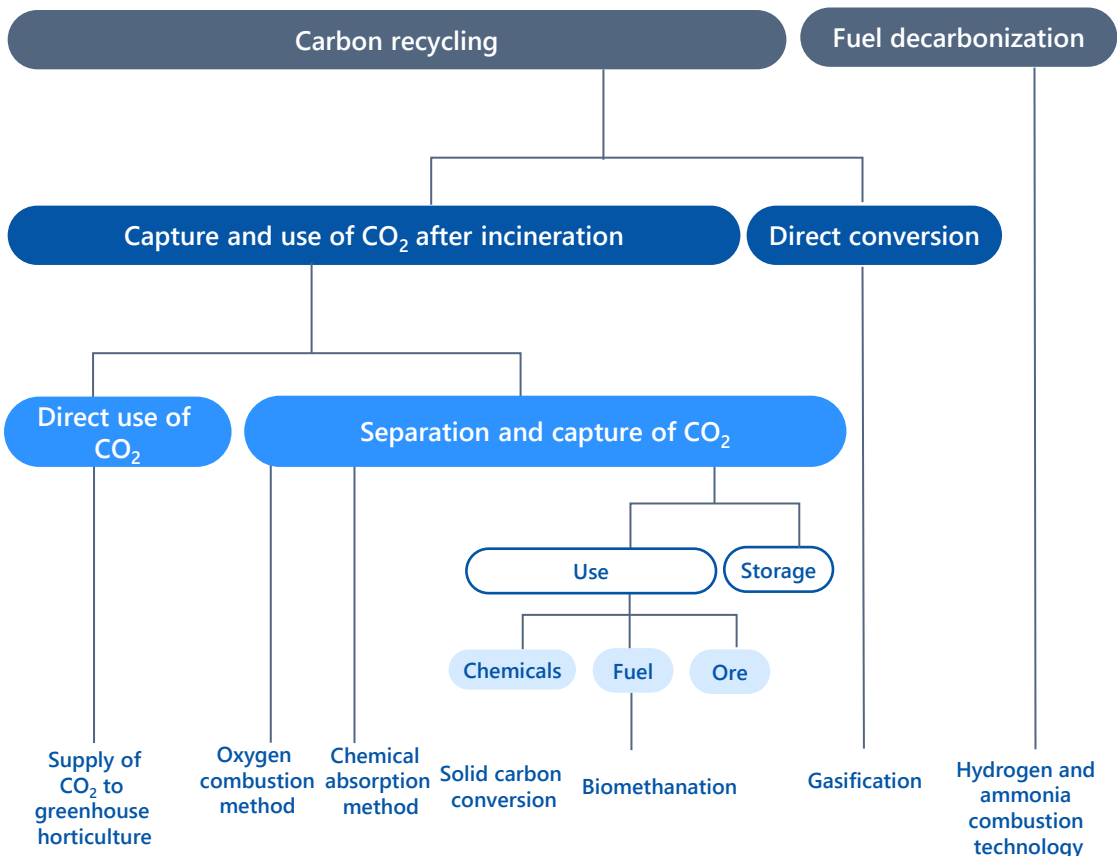 Carbon recycling
Fuel decarbonization
Capture and use of CO₂ after incineration
Direct conversion
Direct use of
CO₂
Separation and capture of CO₂
Use
Storage
Chemicals
Fuel
Ore
Supply of
CO₂ to
greenhouse
horticulture
Oxygen
combustion
method
Chemical
absorption
method
Solid carbon
conversion
Biomethanation
Gasification
Hydrogen and
ammonia
combustion
technology